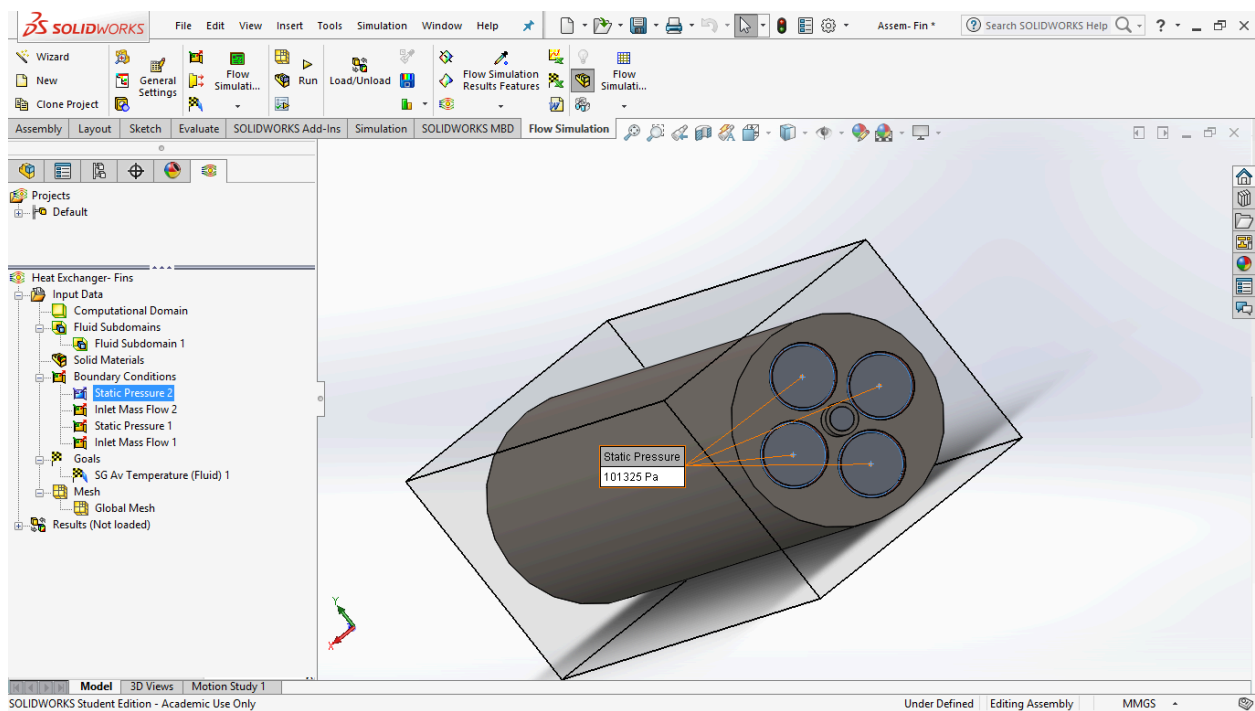 SOLIDWORKS File Edit View Insert Tools Simulation Window Help Assem- Fin * Search SOLIDWORKS Help ?
Wizard
New
Clone Project
General Settings
Flow Simulati...
Run
Load/Unload
Flow Simulation Results Features
Flow Simulati...
Assembly Layout Sketch Evaluate SOLIDWORKS Add-Ins Simulation SOLIDWORKS MBD Flow Simulation
Projects
Default
Heat Exchanger- Fins
Input Data
Computational Domain
Fluid Subdomains
Fluid Subdomain 1
Solid Materials
Boundary Conditions
Static Pressure 2
Inlet Mass Flow 2
Static Pressure 1
Inlet Mass Flow 1
Goals
SG Av Temperature (Fluid) 1
Mesh
Global Mesh
Results (Not loaded)
Static Pressure
101325 Pa
Y
X
Model 3D Views Motion Study 1
SOLIDWORKS Student Edition - Academic Use Only Under Defined Editing Assembly MMGS